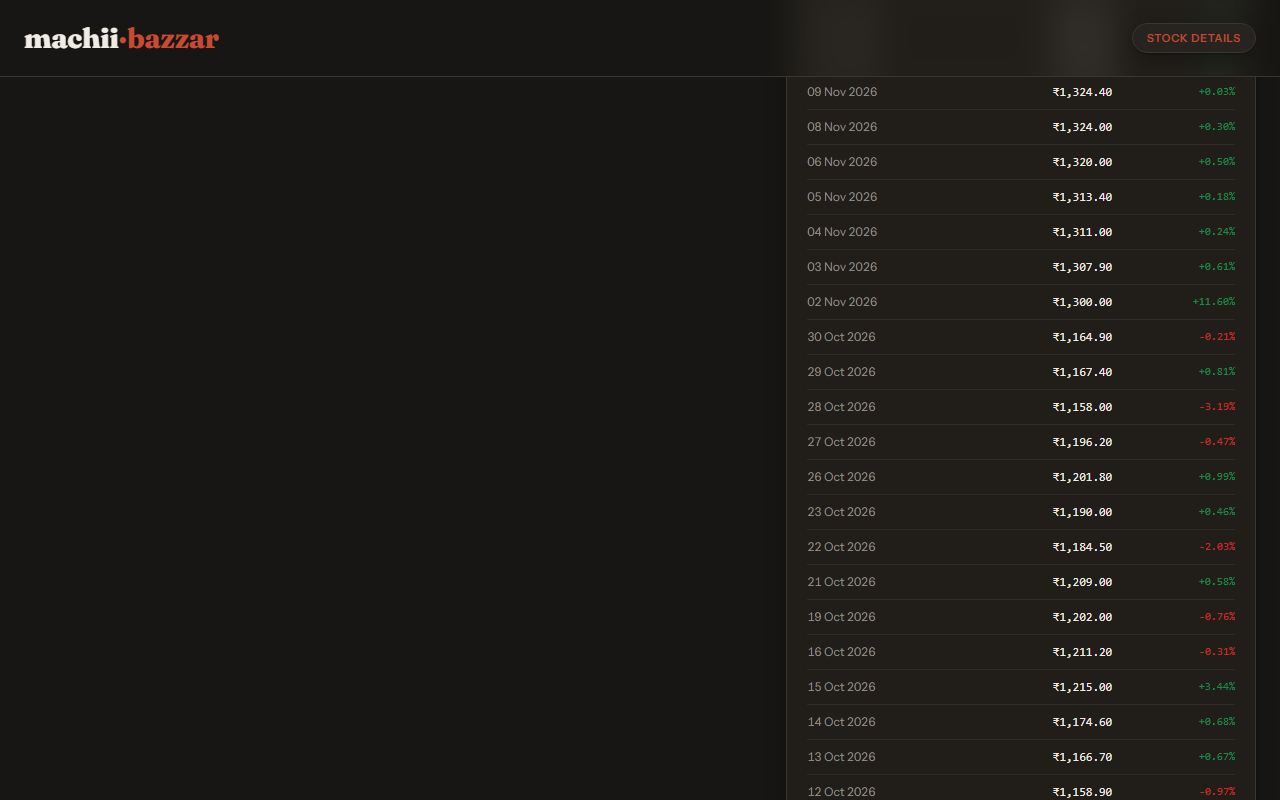 machii·bazzar
STOCK DETAILS
09 Nov 2026 ₹1,324.40 +0.03%
08 Nov 2026 ₹1,324.00 +0.30%
06 Nov 2026 ₹1,320.00 +0.50%
05 Nov 2026 ₹1,313.40 +0.18%
04 Nov 2026 ₹1,311.00 +0.24%
03 Nov 2026 ₹1,307.90 +0.61%
02 Nov 2026 ₹1,300.00 +11.60%
30 Oct 2026 ₹1,164.90 -0.21%
29 Oct 2026 ₹1,167.40 +0.81%
28 Oct 2026 ₹1,158.00 -3.19%
27 Oct 2026 ₹1,196.20 -0.47%
26 Oct 2026 ₹1,201.80 +0.99%
23 Oct 2026 ₹1,190.00 +0.46%
22 Oct 2026 ₹1,184.50 -2.03%
21 Oct 2026 ₹1,209.00 +0.58%
19 Oct 2026 ₹1,202.00 -0.76%
16 Oct 2026 ₹1,211.20 -0.31%
15 Oct 2026 ₹1,215.00 +3.44%
14 Oct 2026 ₹1,174.60 +0.68%
13 Oct 2026 ₹1,166.70 +0.67%
12 Oct 2026 ₹1,158.90 -0.97%